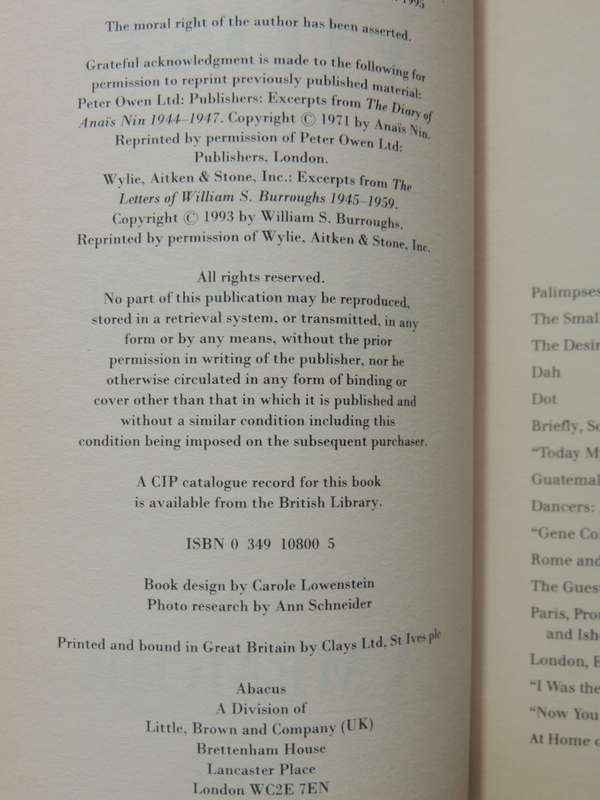 1995
The moral right of the author has been asserted.
Grateful acknowledgment is made to the following for
permission to reprint previously published material:
Peter Owen Ltd: Publishers: Excerpts from The Diary of
Anaïs Nin 1944–1947. Copyright © 1971 by Anaïs Nin.
Reprinted by permission of Peter Owen Ltd:
Publishers, London.
Wylie, Aitken & Stone, Inc.: Excerpts from The
Letters of William S. Burroughs 1945–1959.
Copyright © 1993 by William S. Burroughs.
Reprinted by permission of Wylie, Aitken & Stone, Inc.
All rights reserved.
No part of this publication may be reproduced,
stored in a retrieval system, or transmitted, in any
form or by any means, without the prior
permission in writing of the publisher, nor be
otherwise circulated in any form of binding or
cover other than that in which it is published and
without a similar condition including this
condition being imposed on the subsequent purchaser.
A CIP catalogue record for this book
is available from the British Library.
ISBN 0 349 10800 5
Book design by Carole Lowenstein
Photo research by Ann Schneider
Printed and bound in Great Britain by Clays Ltd, St Ives plc
Abacus
A Division of
Little, Brown and Company (UK)
Brettenham House
Lancaster Place
London WC2E 7EN
Palimpses
The Smal
The Desir
Dah
Dot
Briefly, So
"Today M
Guatemal
Dancers:
"Gene Co
Rome and
The Gues
Paris, Prou
and Ish
London, E
"I Was the
"Now You
At Home o